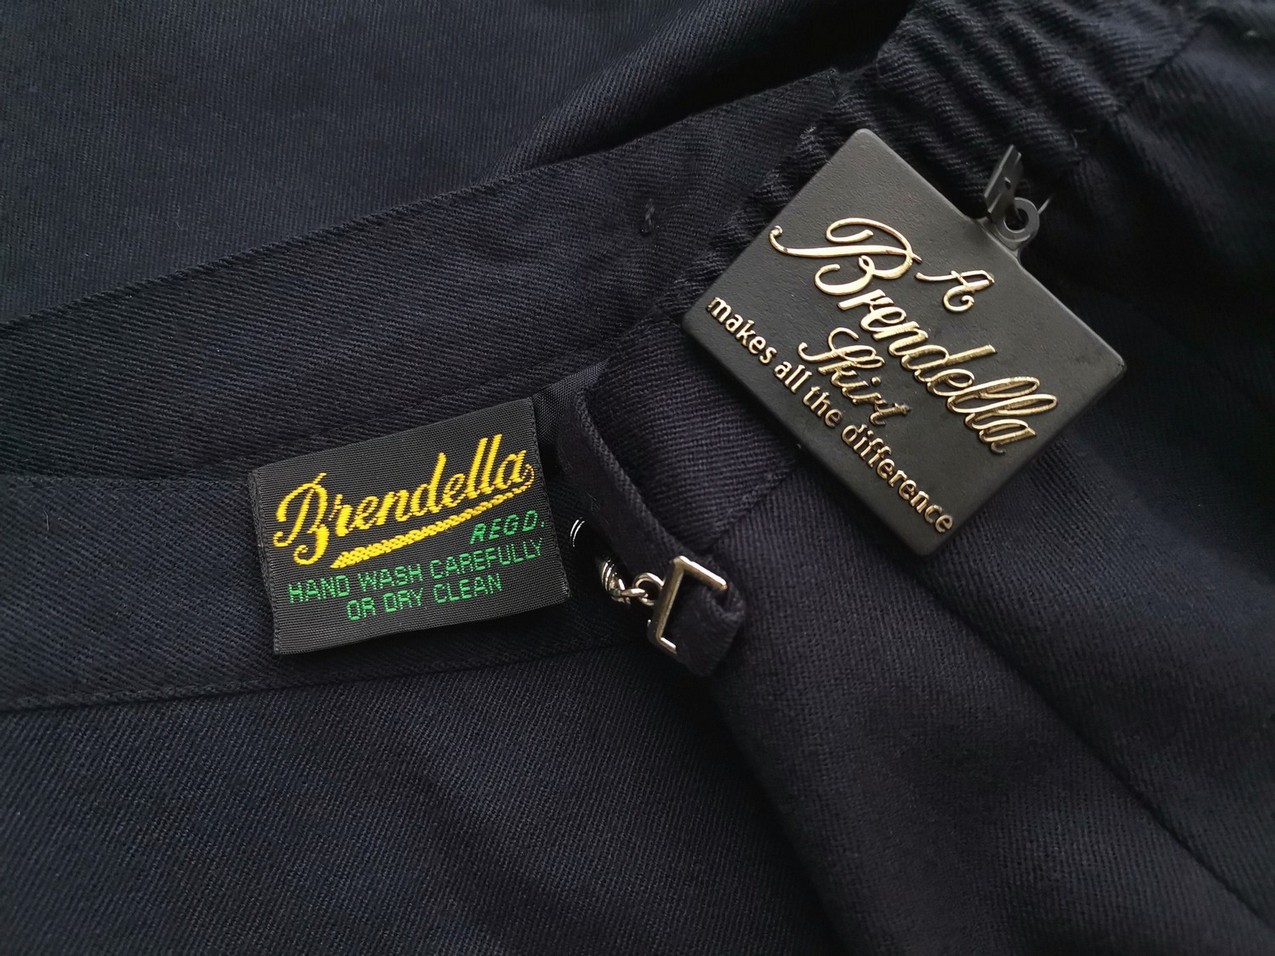 Brendella
REGD.
HAND WASH CAREFULLY
OR DRY CLEAN
A
Brendella
Skirt
makes all the difference